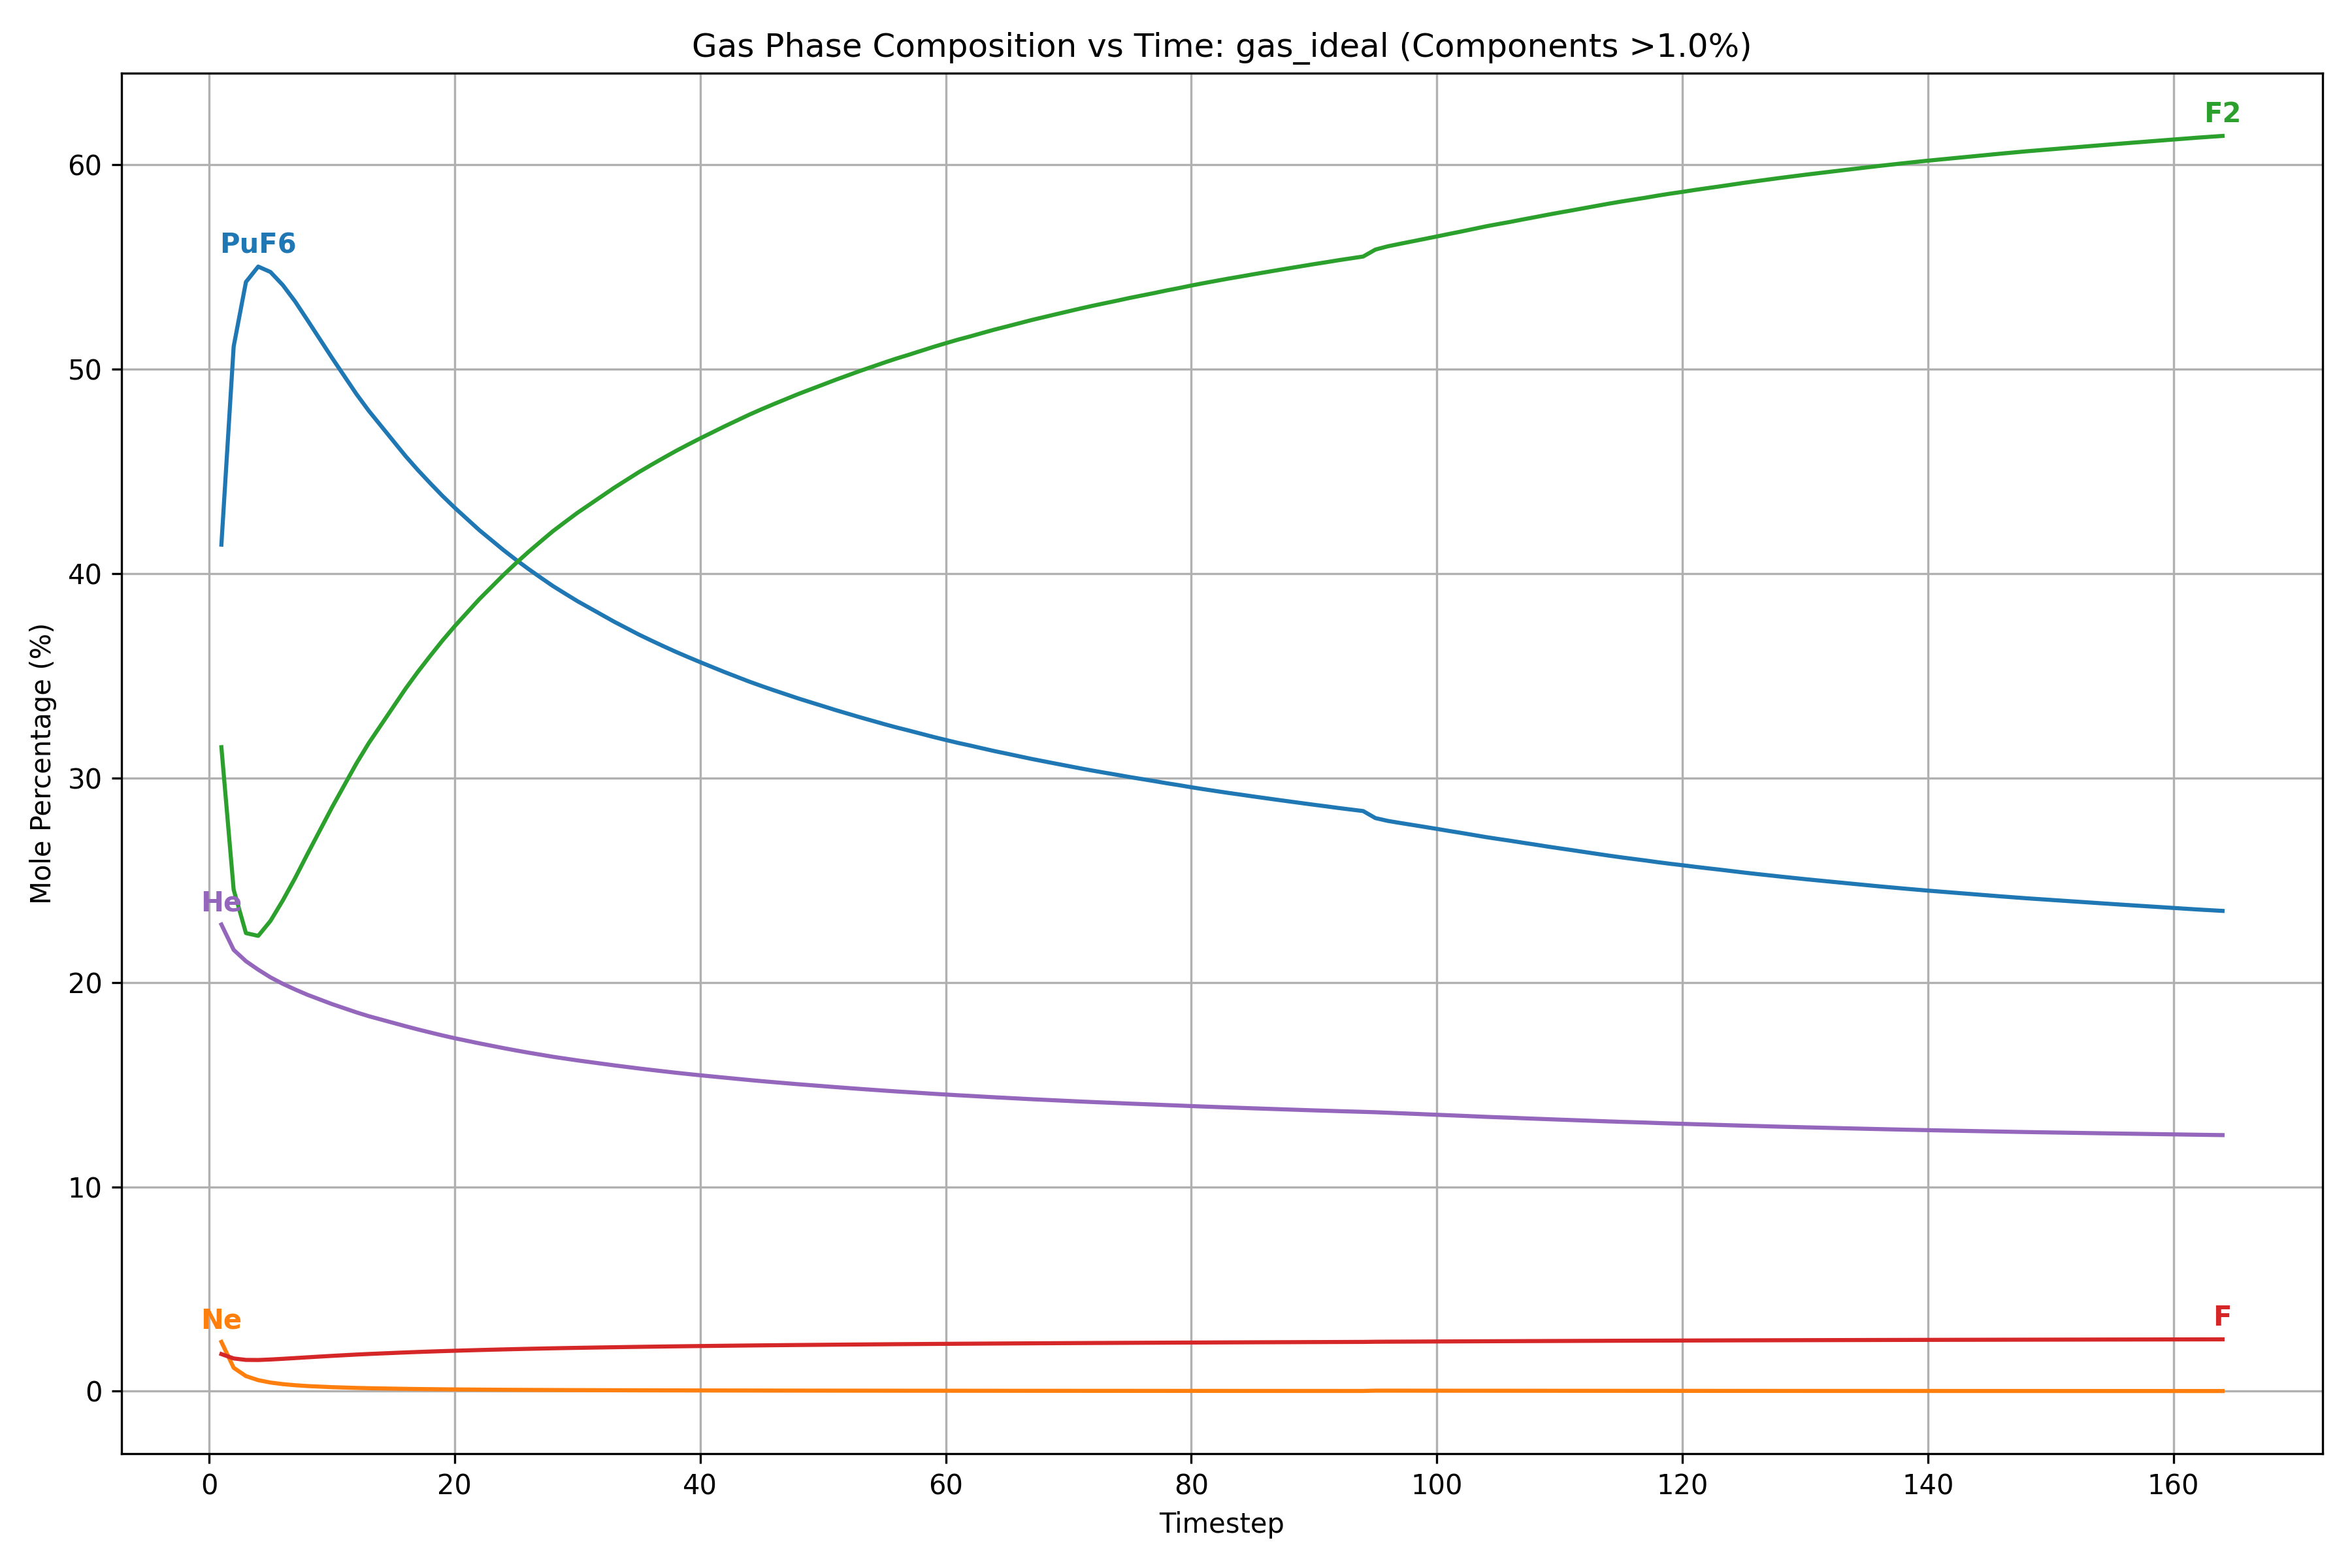 Gas Phase Composition vs Time: gas_ideal (Components >1.0%)
F2
PuF6
He
Ne
F
Mole Percentage (%)
60
50
40
30
20
10
0
0 20 40 60 80 100 120 140 160
Timestep